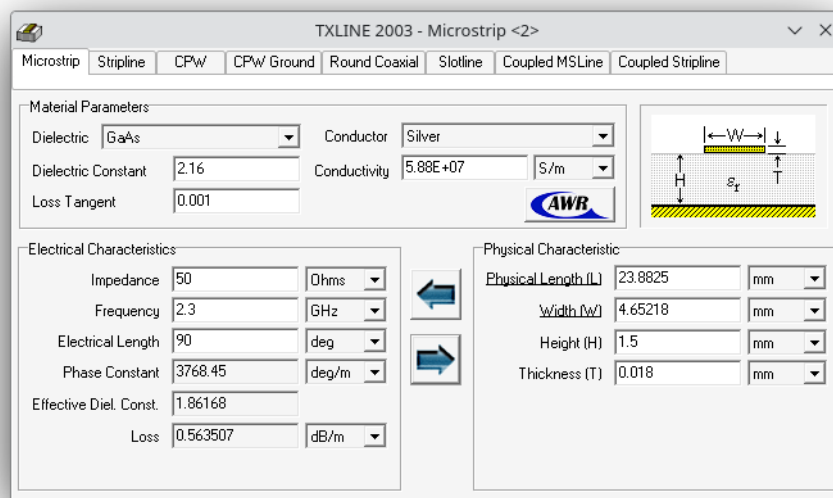 TXLINE 2003 - Microstrip <2>
Microstrip Stripline CPW CPW Ground Round Coaxial Slotline Coupled MSLine Coupled Stripline
Material Parameters
Dielectric GaAs Conductor Silver
Dielectric Constant 2.16 Conductivity 5.88E+07 S/m
Loss Tangent 0.001 AWR
W
H
T
εr
Electrical Characteristics
Impedance 50 Ohms
Frequency 2.3 GHz
Electrical Length 90 deg
Phase Constant 3768.45 deg/m
Effective Diel. Const. 1.86168
Loss 0.563507 dB/m
Physical Characteristic
Physical Length (L) 23.8825 mm
Width (W) 4.65218 mm
Height (H) 1.5 mm
Thickness (T) 0.018 mm